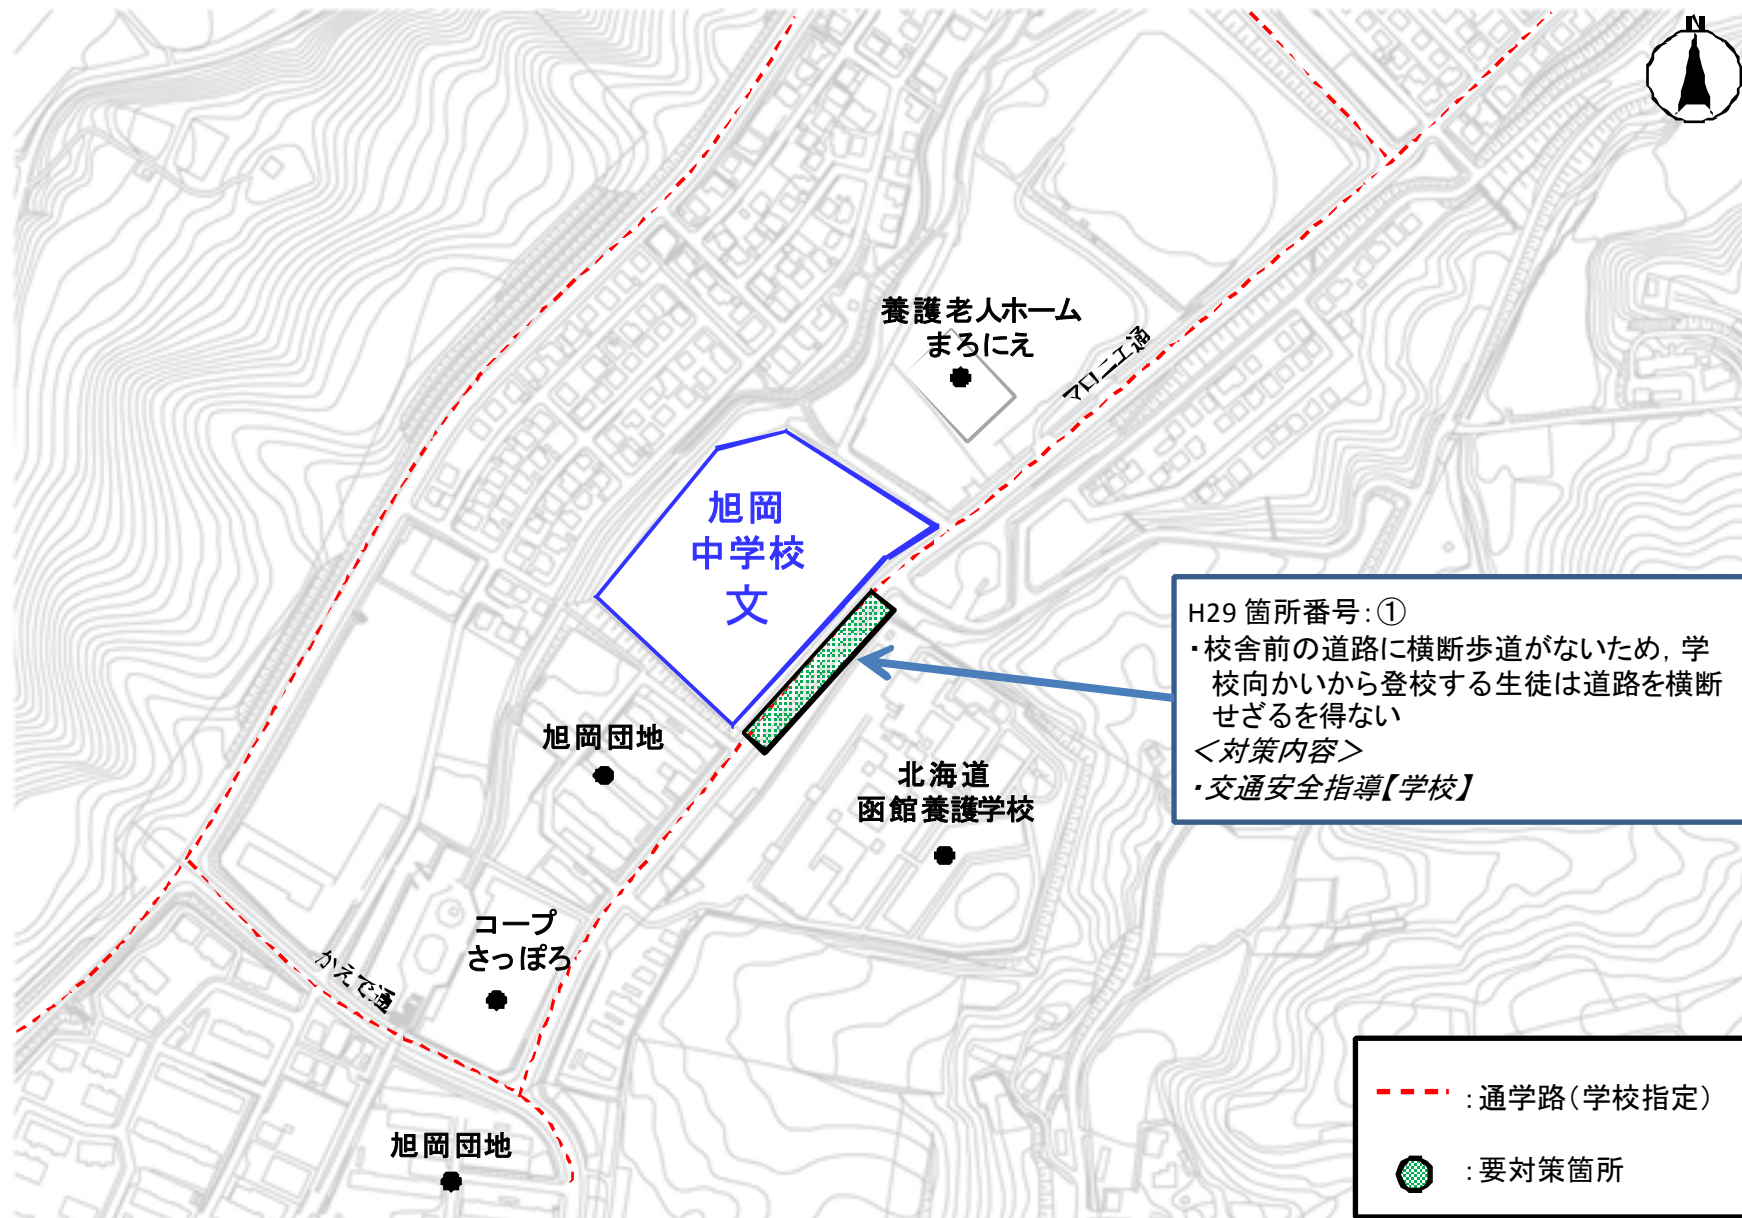 N
養護老人ホーム
まろにえ
マロニエ通
旭岡
中学校
文
H29 箇所番号：①
・校舎前の道路に横断歩道がないため，学
校向かいから登校する生徒は道路を横断
せざるを得ない
＜対策内容＞
・交通安全指導【学校】
旭岡団地
北海道
函館養護学校
コープ
さっぽろ
かえで通
旭岡団地
：通学路（学校指定）
：要対策箇所